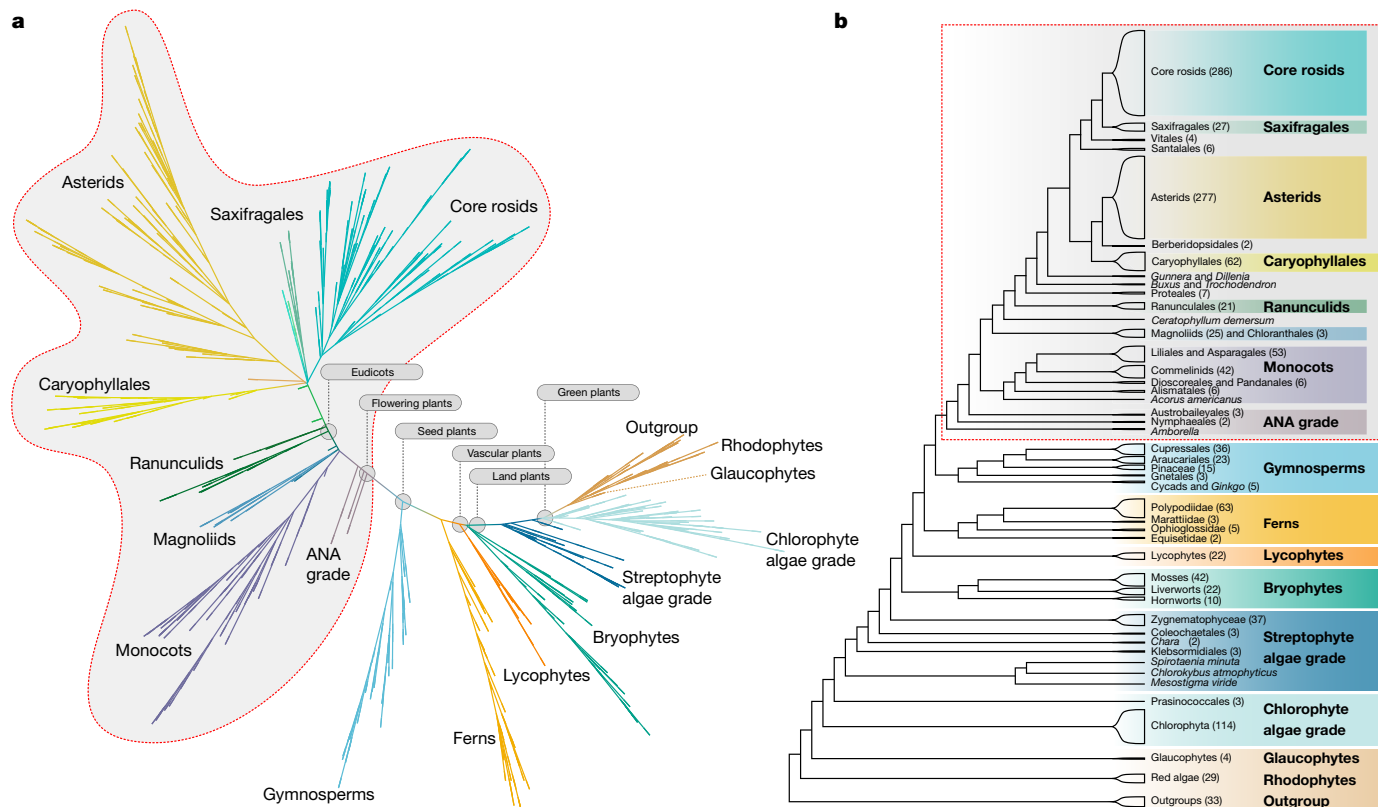 a
Asterids
Saxifragales
Core rosids
Caryophyllales
Eudicots
Flowering plants
Seed plants
Vascular plants
Land plants
Green plants
Outgroup
Rhodophytes
Glaucophytes
Ranunculids
Magnoliids
ANA
grade
Chlorophyte
algae grade
Streptophyte
algae grade
Bryophytes
Monocots
Lycophytes
Ferns
Gymnosperms
b
Core rosids (286)
Core rosids
Saxifragales (27)
Saxifragales
Vitales (4)
Santalales (6)
Asterids (277)
Asterids
Berberidopsidales (2)
Caryophyllales (62)
Caryophyllales
Gunnera and Dillenia
Buxus and Trochodendron
Proteales (7)
Ranunculales (21)
Ranunculids
Ceratophyllum demersum
Magnoliids (25) and Chloranthales (3)
Liliales and Asparagales (53)
Monocots
Commelinids (42)
Dioscoreales and Pandanales (6)
Alismatales (6)
Acorus americanus
Austrobaileyales (3)
Nymphaeales (2)
ANA grade
Amborella
Cupressales (36)
Araucariales (23)
Pinaceae (15)
Gymnosperms
Gnetales (3)
Cycads and Ginkgo (5)
Polypodiidae (63)
Marattiidae (3)
Ferns
Ophioglossidae (5)
Equisetidae (2)
Lycophytes (22)
Lycophytes
Mosses (42)
Liverworts (22)
Bryophytes
Hornworts (10)
Zygnematophyceae (37)
Coleochaetales (3)
Streptophyte
Chara (2)
Klebsormidiales (3)
algae grade
Spirotaenia minuta
Chlorokybus atmophyticus
Mesostigma viride
Prasinococcales (3)
Chlorophyte
Chlorophyta (114)
algae grade
Glaucophytes (4)
Glaucophytes
Red algae (29)
Rhodophytes
Outgroups (33)
Outgroup